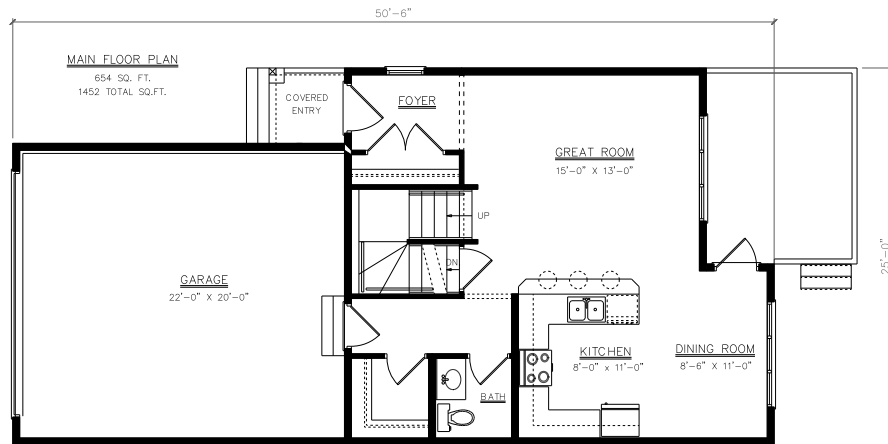 50'-6"
MAIN FLOOR PLAN
654 SQ. FT.
1452 TOTAL SQ.FT.
COVERED
ENTRY
FOYER
GREAT ROOM
15'-0" X 13'-0"
UP
DN
25'-0"
GARAGE
22'-0" X 20'-0"
KITCHEN
8'-0" x 11'-0"
DINING ROOM
8'-6" X 11'-0"
BATH